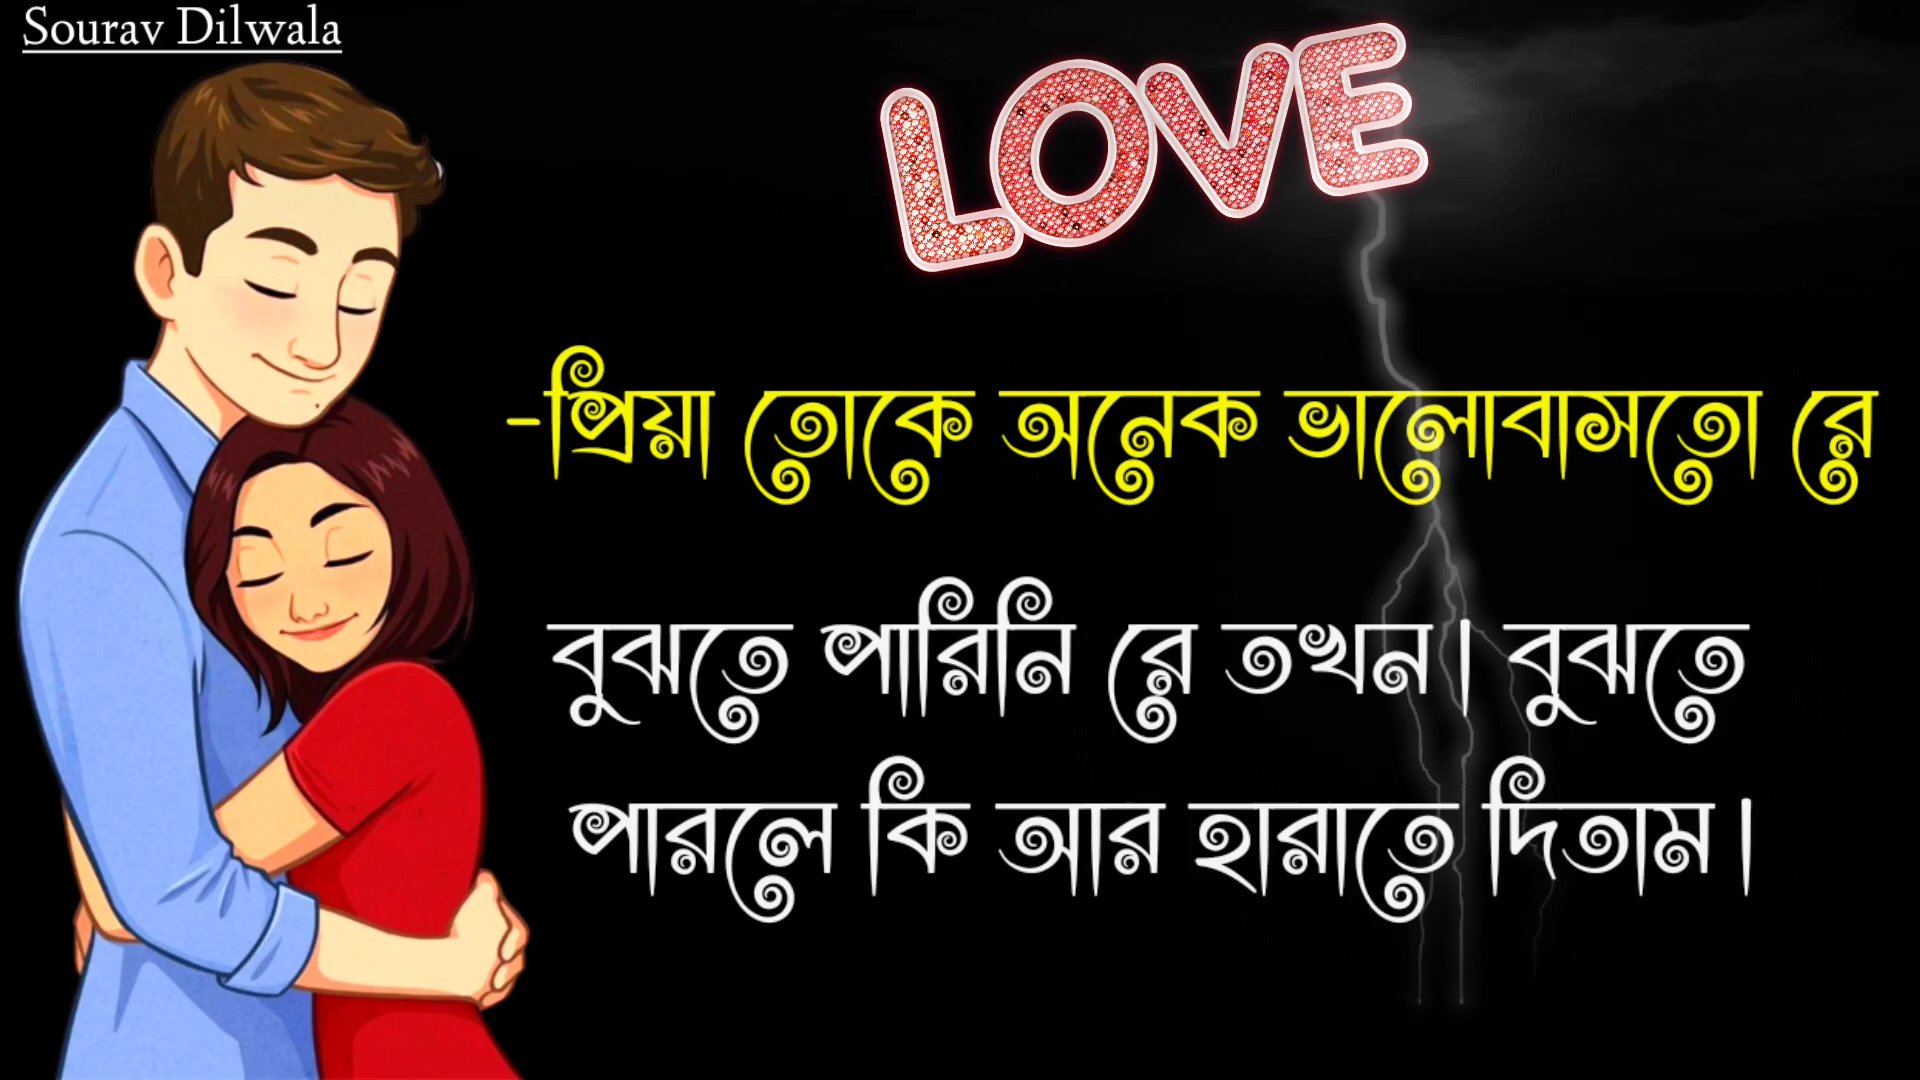 Sourav Dilwala
LOVE
-প্রিয়া তোকে অনেক ভালোবাসতো রে
বুঝতে পারিনি রে তখন। বুঝতে
পারলে কি আর হারাতে দিতাম।